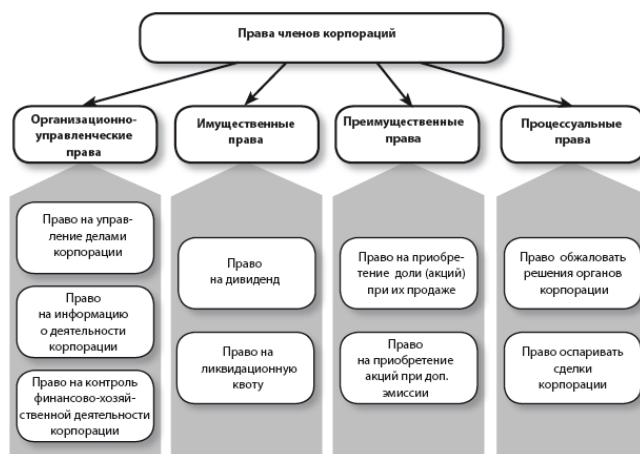 Права членов корпораций
Организационно-
управленческие
права
Имущественные
права
Преимущественные
права
Процессуальные
права
Право на управ-
ление делами
корпорации
Право
на информацию
о деятельности
корпорации
Право на контроль
финансово-хозяй-
ственной деятельности
корпорации
Право
на дивиденд
Право на
ликвидационную
квоту
Право на приобре-
тение доли (акций)
при их продаже
Право
на приобретение
акций при доп.
эмиссии
Право обжаловать
решения органов
корпорации
Право оспаривать
сделки
корпорации